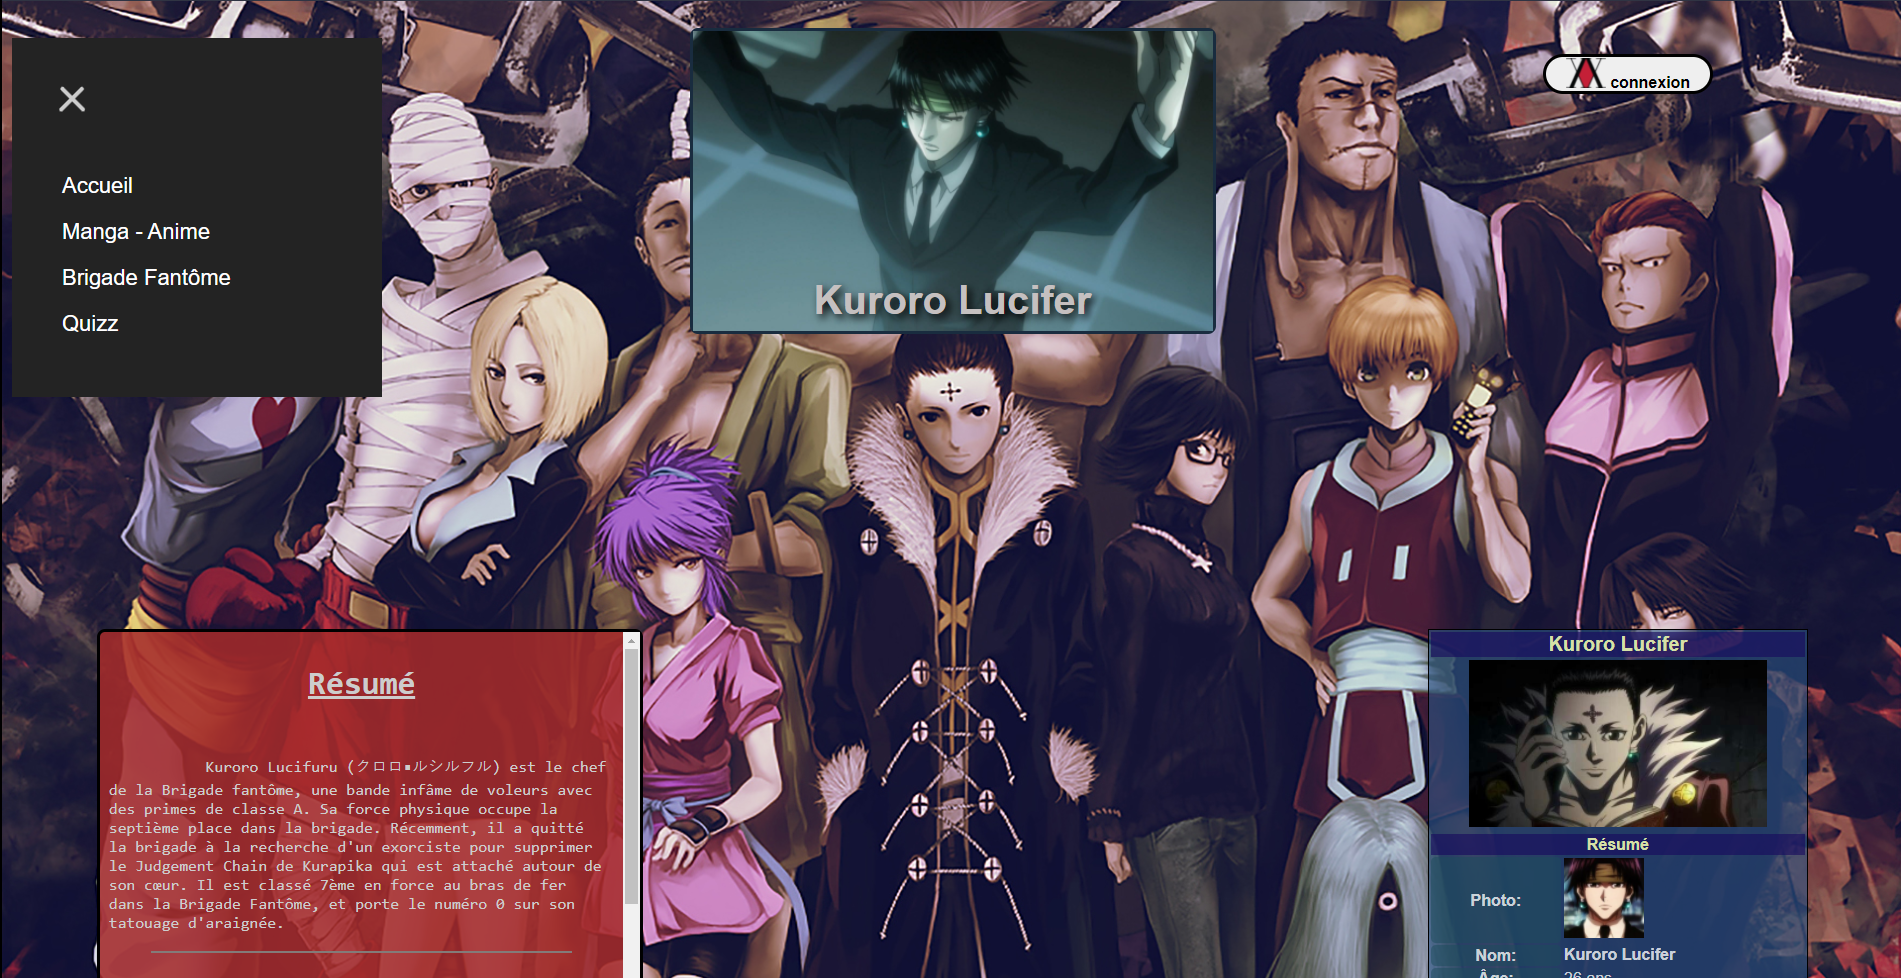 Accueil
Manga - Anime
Brigade Fantôme
Quizz
Kuroro Lucifer
connexion
Résumé
Kuroro Lucifuru (クロロ▪ルシルフル) est le chef
de la Brigade fantôme, une bande infâme de voleurs avec
des primes de classe A. Sa force physique occupe la
septième place dans la brigade. Récemment, il a quitté
la brigade à la recherche d'un exorciste pour supprimer
le Judgement Chain de Kurapika qui est attaché autour de
son cœur. Il est classé 7ème en force au bras de fer
dans la Brigade Fantôme, et porte le numéro 0 sur son
tatouage d'araignée.
Kuroro Lucifer
Résumé
Photo:
Nom: Kuroro Lucifer
Âge: 26 ans